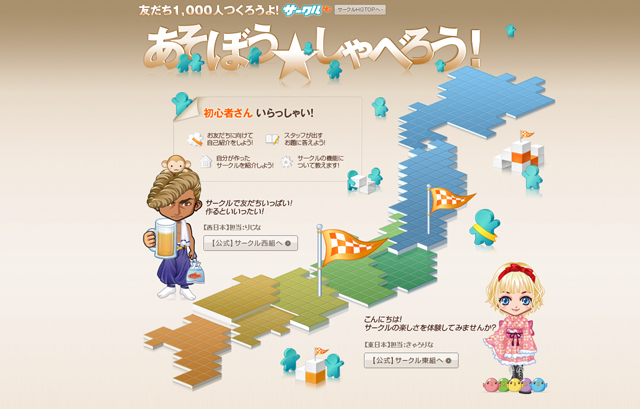 友だち1,000人つくろうよ! サークル
サークルHGTOPへ
あそぼう★しゃべろう!
初心者さん いらっしゃい!
お友だちに向けて
自己紹介をしよう!
スタッフが出す
お題に答えよう!
自分が作った
サークルを紹介しよう!
サークルの機能に
ついて教えます!
サークルで友だちいっぱい!
作るといいったい!
【西日本】担当:りじな
【公式】サークル西組へ
こんにちは!
サークルの楽しさを体験してみませんか?
【東日本】担当:きゃろりな
【公式】サークル東組へ